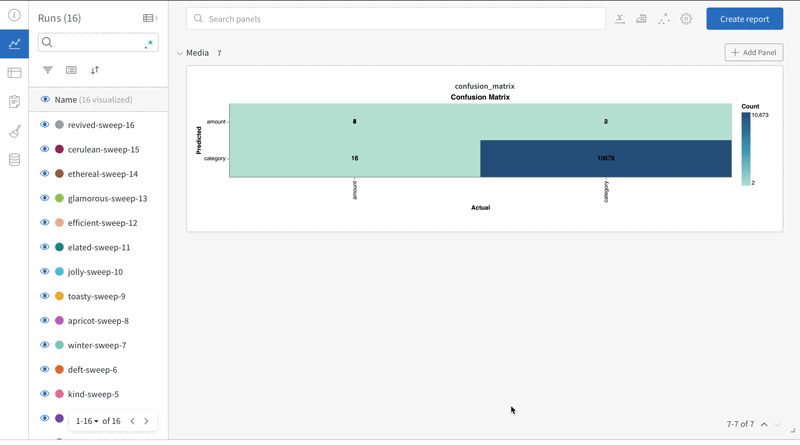 Runs (16)
Search panels
Create report
.*
Media 7
Add Panel
Name (16 visualized)
revived-sweep-16
cerulean-sweep-15
ethereal-sweep-14
glamorous-sweep-13
efficient-sweep-12
elated-sweep-11
jolly-sweep-10
toasty-sweep-9
apricot-sweep-8
winter-sweep-7
deft-sweep-6
kind-sweep-5
1-16 of 16
confusion_matrix
Confusion Matrix
Predicted
amount
2
category
16
10673
amount
category
Actual
Count
10,673
2
7-7 of 7